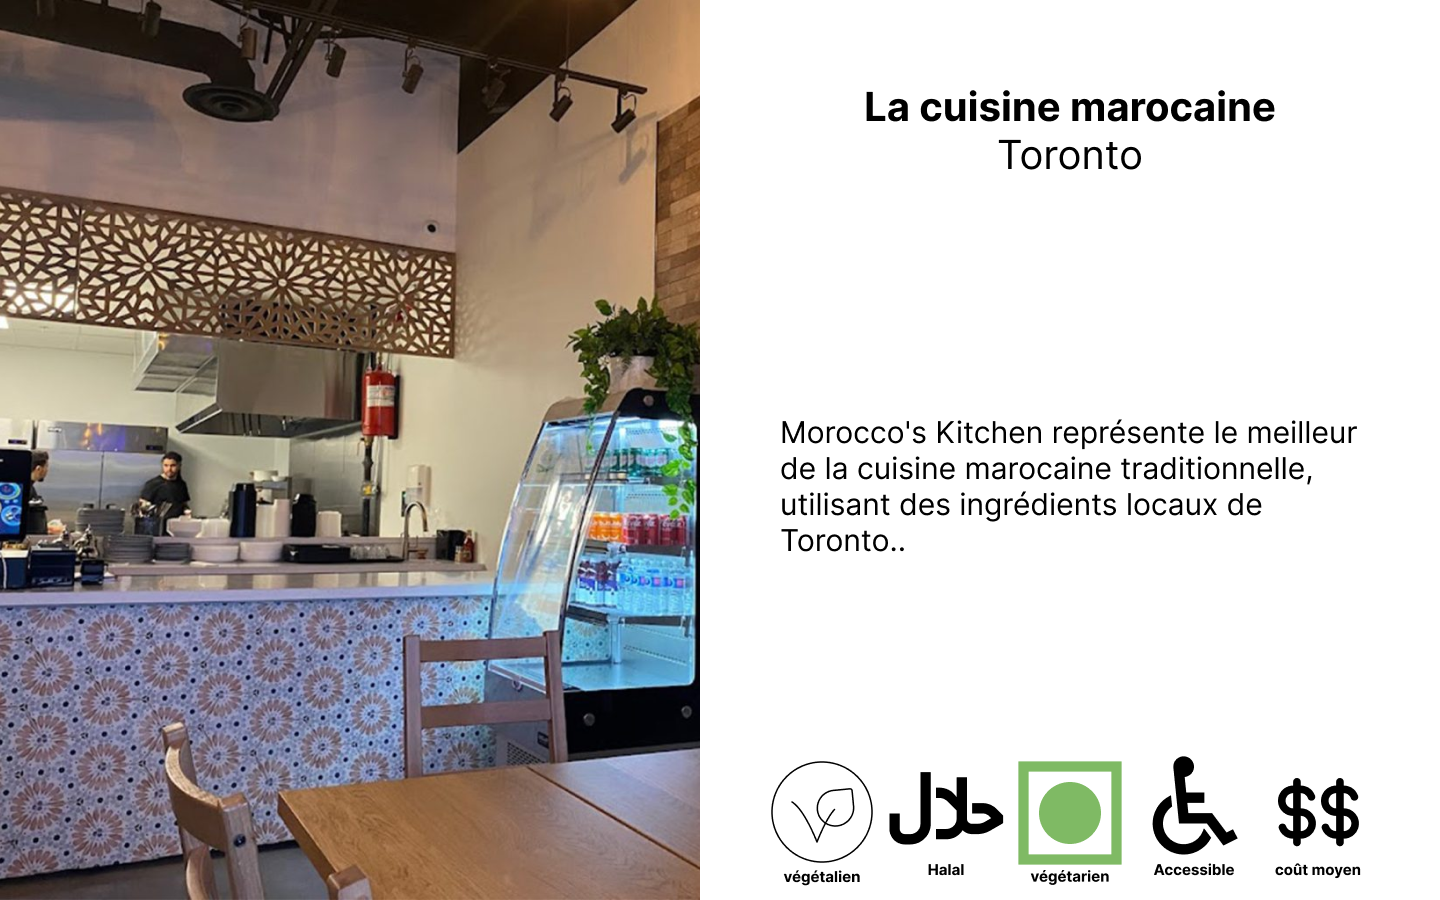 La cuisine marocaine
Toronto
Morocco's Kitchen représente le meilleur
de la cuisine marocaine traditionnelle,
utilisant des ingrédients locaux de
Toronto..
حلال
$$
végétalien
Halal
végétarien
Accessible
coût moyen